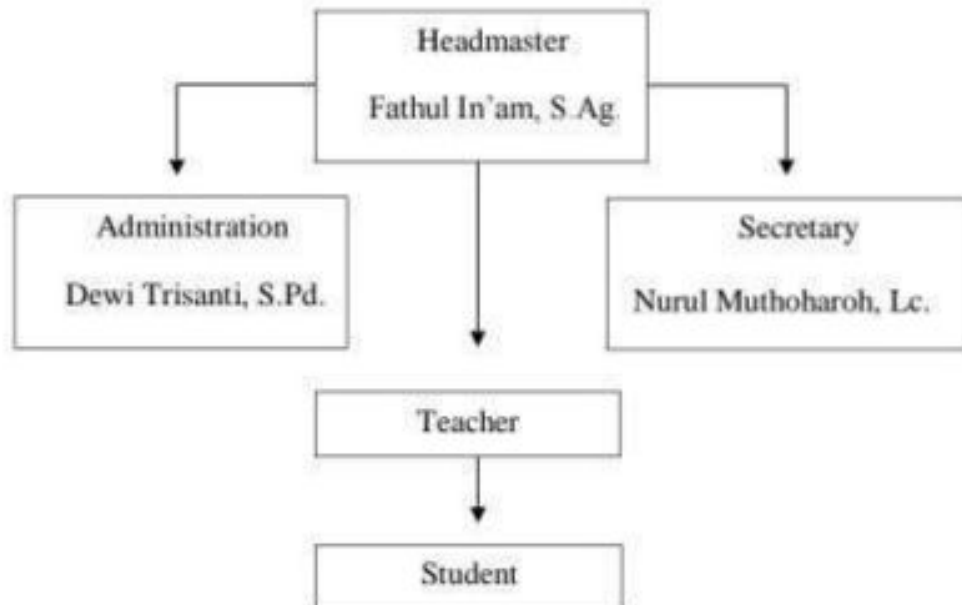 Headmaster
Fathul In'am, S.Ag.
Administration
Dewi Trisanti, S.Pd.
Secretary
Nurul Muthoharoh, Lc.
Teacher
Student